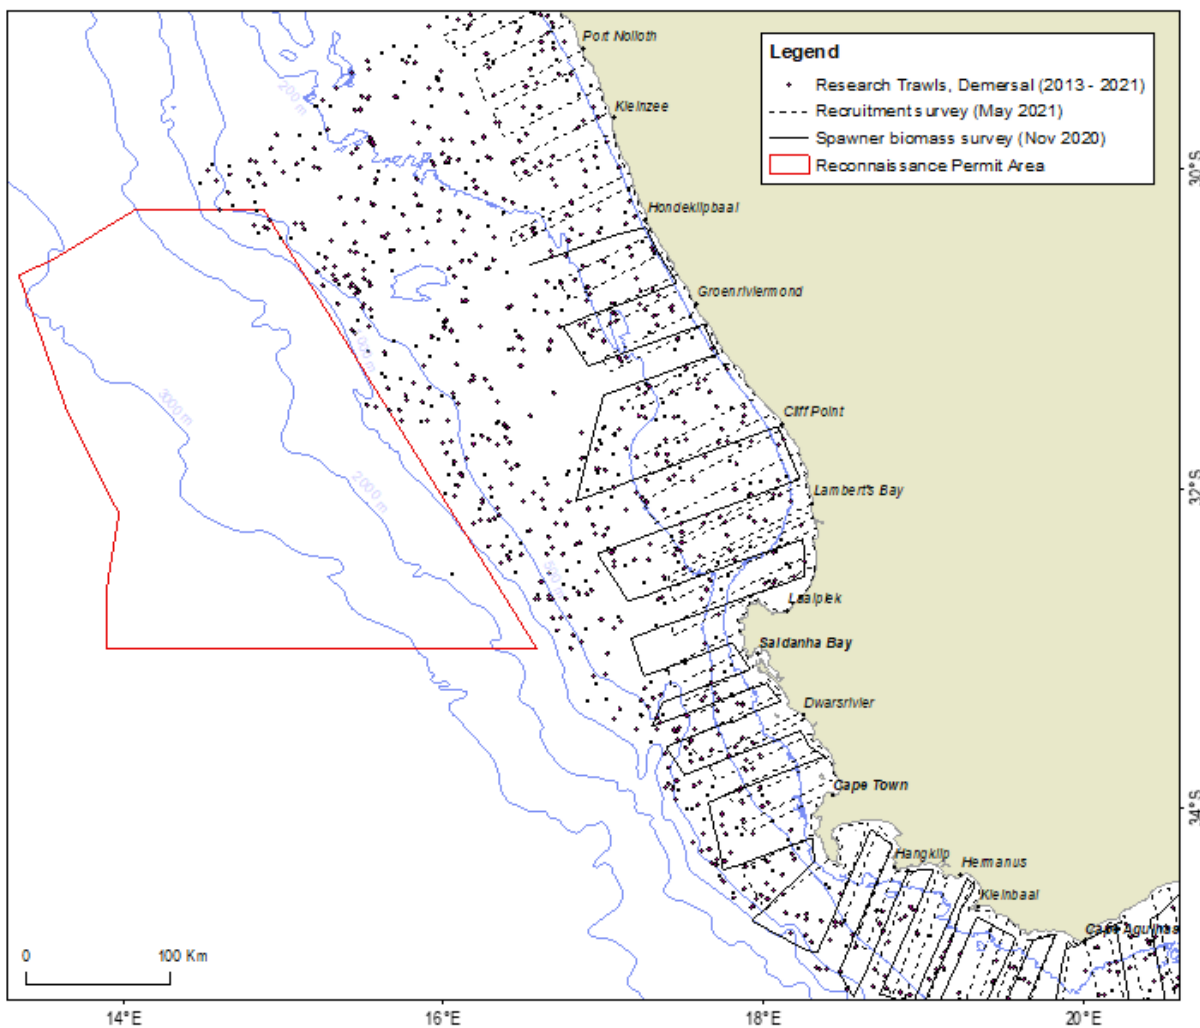 Port Nolloth
Legend
Research Trawls, Demersal (2013 - 2021)
Recruitment survey (May 2021)
Spawner biomass survey (Nov 2020)
Reconnaissance Permit Area
200 m
Kleinzee
30°S
Hondeklipbaai
Groenriviermond
3000 m
Cliff Point
2000 m
Lambert's Bay
32°S
Laaiplek
Saldanha Bay
Dwarsrivier
Cape Town
34°S
Hangklip
Hermanus
Kleinbaai
Cape Agulhas
0 100 Km
14°E 16°E 18°E 20°E